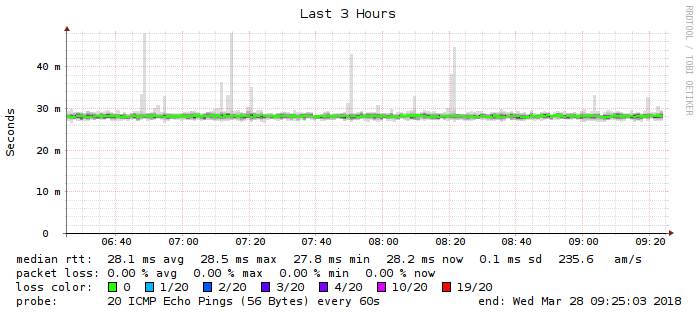 Last 3 Hours
RRDTOOL / TOBI OETIKER
Seconds
40 m
30 m
20 m
10 m
0
06:40 07:00 07:20 07:40 08:00 08:20 08:40 09:00 09:20
median rtt: 28.1 ms avg 28.5 ms max 27.8 ms min 28.2 ms now 0.1 ms sd 235.6 am/s
packet loss: 0.00 % avg 0.00 % max 0.00 % min 0.00 % now
loss color: 0 1/20 2/20 3/20 4/20 10/20 19/20
probe: 20 ICMP Echo Pings (56 Bytes) every 60s end: Wed Mar 28 09:25:03 2018